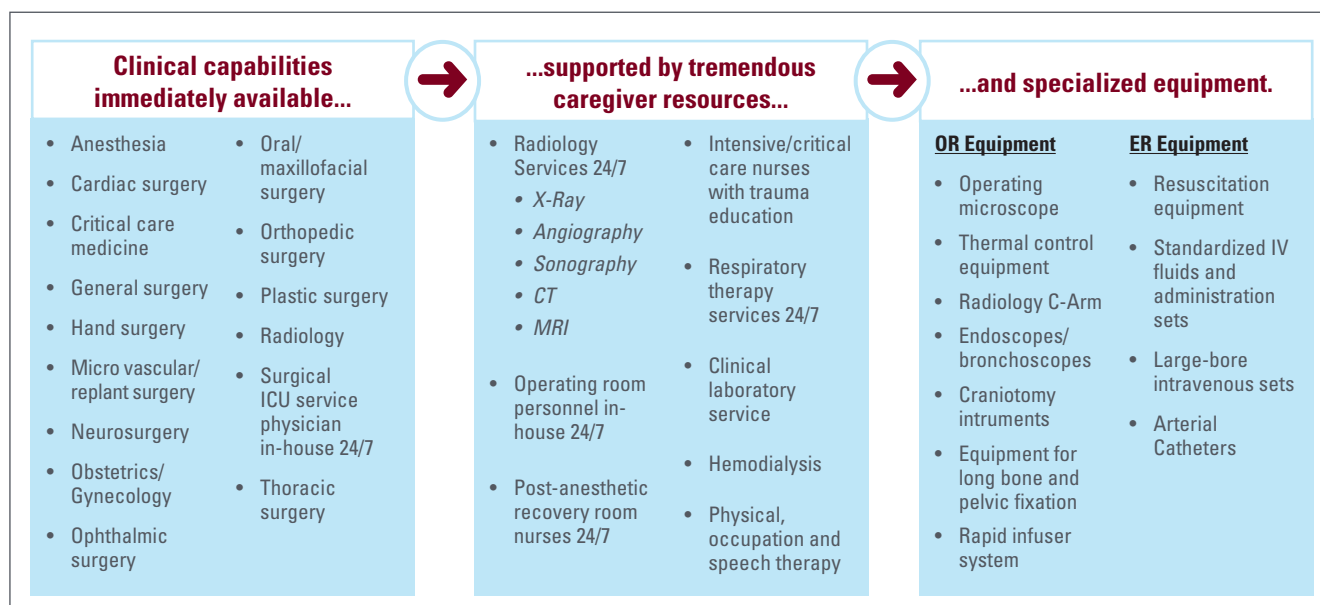 Clinical capabilities
immediately available...
• Anesthesia
• Cardiac surgery
• Critical care
medicine
• General surgery
• Hand surgery
• Micro vascular/
replant surgery
• Neurosurgery
• Obstetrics/
Gynecology
• Ophthalmic
surgery
• Oral/
maxillofacial
surgery
• Orthopedic
surgery
• Plastic surgery
• Radiology
• Surgical
ICU service
physician
in-house 24/7
• Thoracic
surgery
...supported by tremendous
caregiver resources...
• Radiology
Services 24/7
• X-Ray
• Angiography
• Sonography
• CT
• MRI
• Operating room
personnel in-
house 24/7
• Post-anesthetic
recovery room
nurses 24/7
• Intensive/critical
care nurses
with trauma
education
• Respiratory
therapy
services 24/7
• Clinical
laboratory
service
• Hemodialysis
• Physical,
occupation and
speech therapy
...and specialized equipment.
OR Equipment
• Operating
microscope
• Thermal control
equipment
• Radiology C-Arm
• Endoscopes/
bronchoscopes
• Craniotomy
intruments
• Equipment for
long bone and
pelvic fixation
• Rapid infuser
system
ER Equipment
• Resuscitation
equipment
• Standardized IV
fluids and
administration
sets
• Large-bore
intravenous sets
• Arterial
Catheters